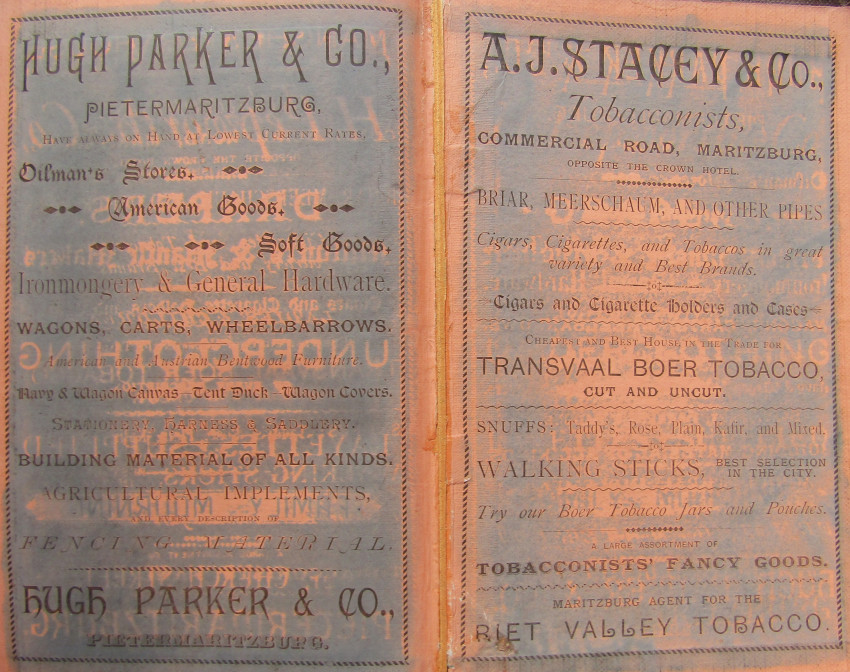 HUGH PARKER & CO.,
PIETERMARITZBURG,
HAVE ALWAYS ON HAND AT LOWEST CURRENT RATES,
Oilman's Stores.
American Goods.
Soft Goods.
Ironmongery & General Hardware.
WAGONS, CARTS, WHEELBARROWS.
American and Austrian Bentwood Furniture.
Navy & Wagon Canvas—Tent Duck—Wagon Covers.
STATIONERY, HARNESS & SADDLERY.
BUILDING MATERIAL OF ALL KINDS.
AGRICULTURAL IMPLEMENTS,
AND EVERY DESCRIPTION OF
FENCING MATERIAL.
HUGH PARKER & CO.,
PIETERMARITZBURG.
A. J. STACEY & Co.,
Tobacconists,
COMMERCIAL ROAD, MARITZBURG,
OPPOSITE THE CROWN HOTEL.
BRIAR, MEERSCHAUM, AND OTHER PIPES
Cigars, Cigarettes, and Tobaccos in great
variety and Best Brands.
Cigars and Cigarette Holders and Cases
CHEAPEST AND BEST HOUSE IN THE TRADE FOR
TRANSVAAL BOER TOBACCO,
CUT AND UNCUT.
SNUFFS: Taddy's, Rose, Plain, Kafir, and Mixed.
WALKING STICKS, BEST SELECTION IN THE CITY.
Try our Boer Tobacco Jars and Pouches.
A LARGE ASSORTMENT OF
TOBACCONISTS' FANCY GOODS.
MARITZBURG AGENT FOR THE
RIET VALLEY TOBACCO.